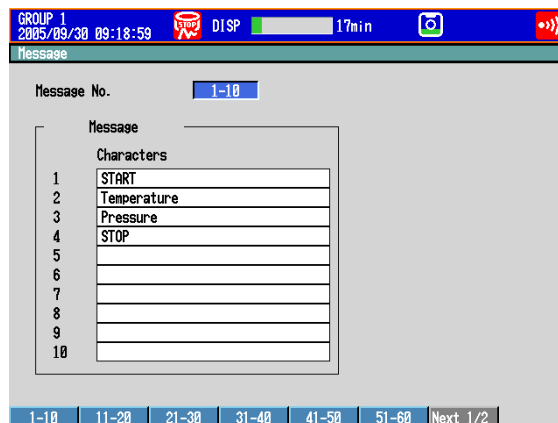 GROUP 1
2005/09/30 09:18:59 STOP DISP 17min
Message
Message No. 1-10
Message
Characters
1 START
2 Temperature
3 Pressure
4 STOP
5
6
7
8
9
10
1-10 11-20 21-30 31-40 41-50 51-60 Next 1/2